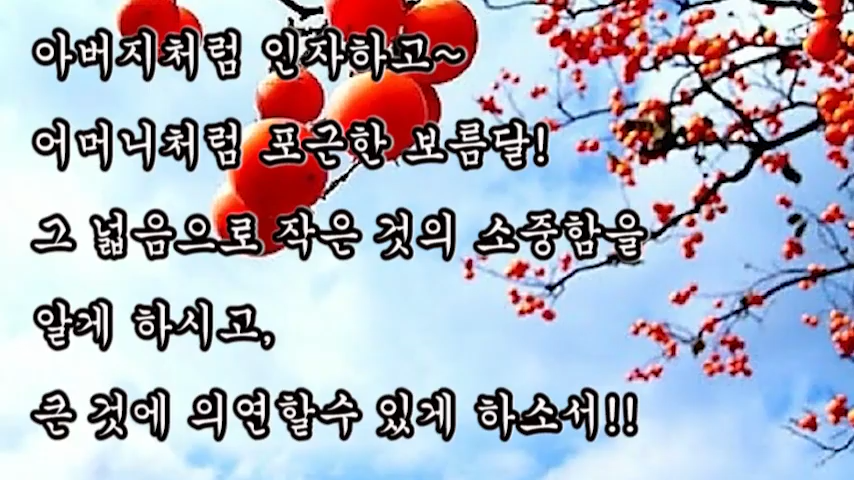 아버지처럼 인자하고~
어머니처럼 포근한 보름달!
그 넓음으로 작은 것의 소중함을
알게 하시고,
큰 것에 의연할수 있게 하소서!!